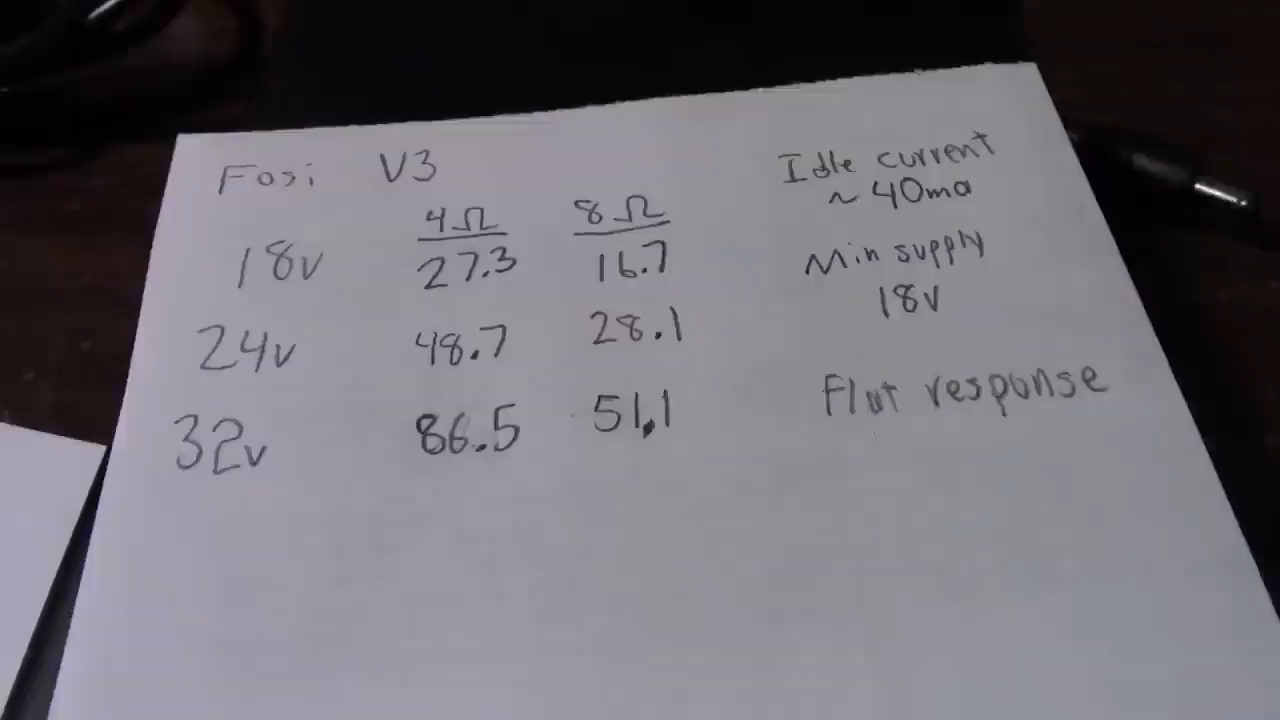 Fosi V3
4Ω 8Ω
18v 27.3 16.7
24v 48.7 28.1
32v 86.5 51.1
Idle current
~ 40ma
Min supply
18v
Flat response